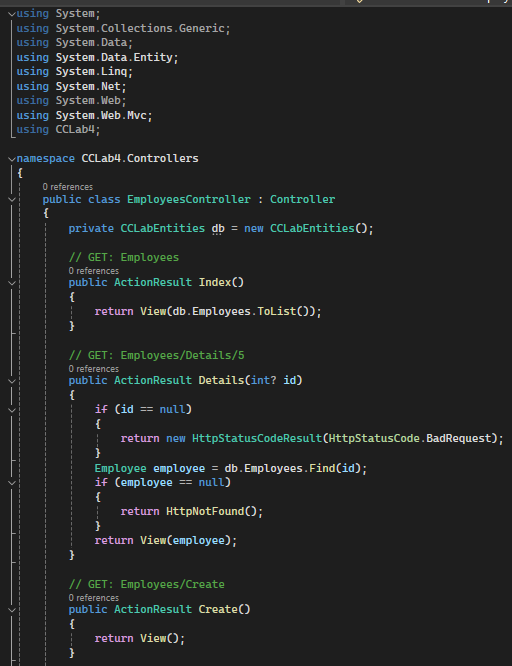 using System;
using System.Collections.Generic;
using System.Data;
using System.Data.Entity;
using System.Linq;
using System.Net;
using System.Web;
using System.Web.Mvc;
using CCLab4;
namespace CCLab4.Controllers
{
0 references
public class EmployeesController : Controller
{
private CCLabEntities db = new CCLabEntities();
// GET: Employees
0 references
public ActionResult Index()
{
return View(db.Employees.ToList());
}
// GET: Employees/Details/5
0 references
public ActionResult Details(int? id)
{
if (id == null)
{
return new HttpStatusCodeResult(HttpStatusCode.BadRequest);
}
Employee employee = db.Employees.Find(id);
if (employee == null)
{
return HttpNotFound();
}
return View(employee);
}
// GET: Employees/Create
0 references
public ActionResult Create()
{
return View();
}